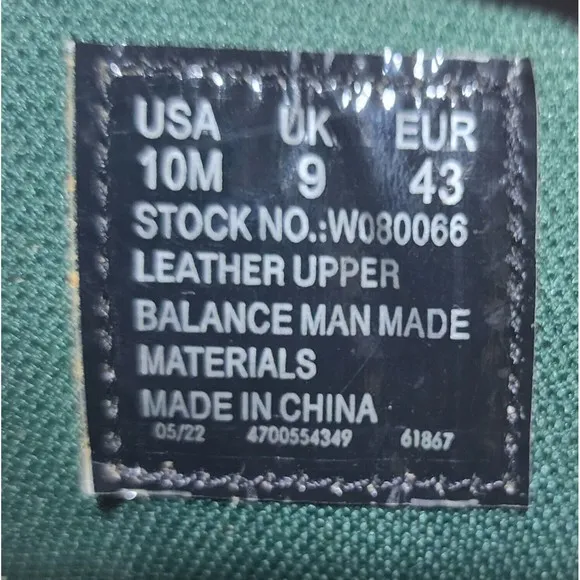 USA UK EUR
10M 9 43
STOCK NO.:W080066
LEATHER UPPER
BALANCE MAN MADE
MATERIALS
MADE IN CHINA
05/22 4700554349 61867